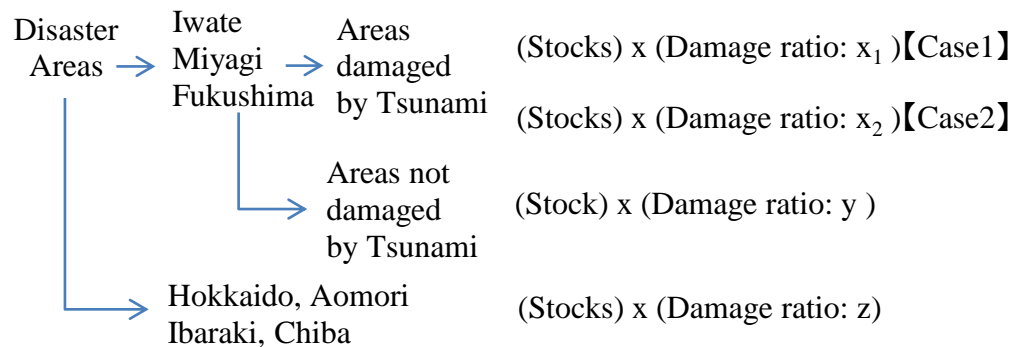 Disaster
Areas
Iwate
Miyagi
Fukushima
Areas
damaged
by Tsunami
(Stocks) x (Damage ratio: x₁ )【Case1】
(Stocks) x (Damage ratio: x₂ )【Case2】
Areas not
damaged
by Tsunami
(Stock) x (Damage ratio: y )
Hokkaido, Aomori
Ibaraki, Chiba
(Stocks) x (Damage ratio: z)